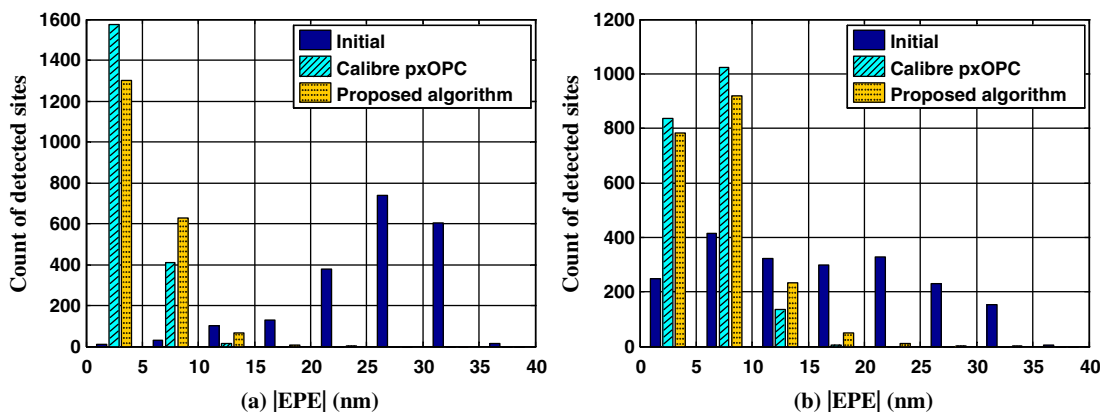 1600
1400
1200
1000
800
600
400
200
0
Count of detected sites
Initial
Calibre pxOPC
Proposed algorithm
0 5 10 15 20 25 30 35 40
(a) |EPE| (nm)
1200
1000
800
600
400
200
0
Count of detected sites
Initial
Calibre pxOPC
Proposed algorithm
0 5 10 15 20 25 30 35 40
(b) |EPE| (nm)